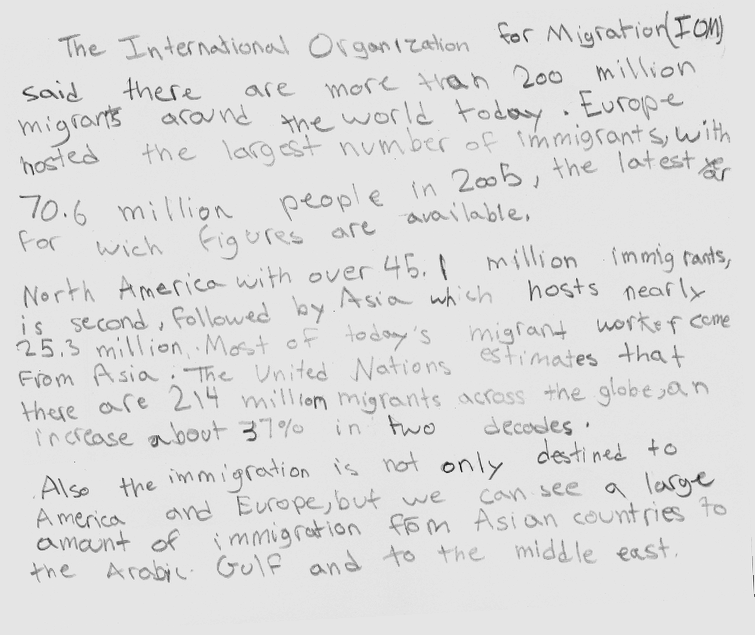 The International Organization for Migration(IOM)
said there are more than 200 million
migrants around the world today. Europe
hosted the largest number of immigrants, with
70.6 million people in 2005, the latest year
for wich figures are available.
North America with over 45.1 million immigrants,
is second, followed by Asia which hosts nearly
25.3 million. Most of today's migrant workef come
From Asia. The United Nations estimates that
there are 214 million migrants across the globe, an
increase about 37% in two decades.
Also the immigration is not only destined to
America and Europe, but we can see a large
amount of immigration from Asian countries to
the Arabic Gulf and to the middle east.